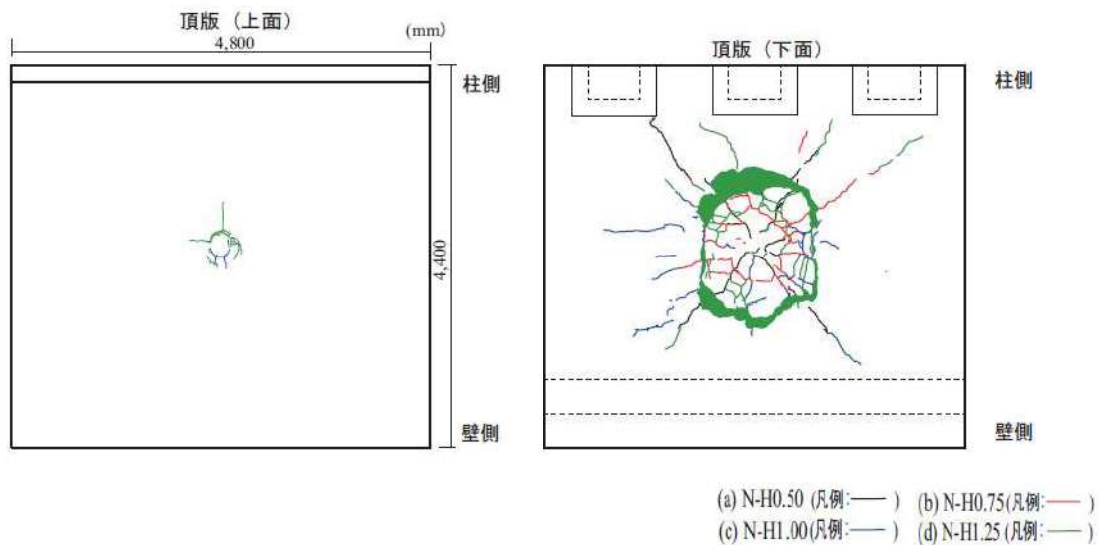 頂版（上面）
(mm)
4,800
柱側
4,400
壁側
頂版（下面）
柱側
壁側
(a) N-H0.50 (凡例:── ) (b) N-H0.75(凡例:── )
(c) N-H1.00(凡例:── ) (d) N-H1.25(凡例:── )